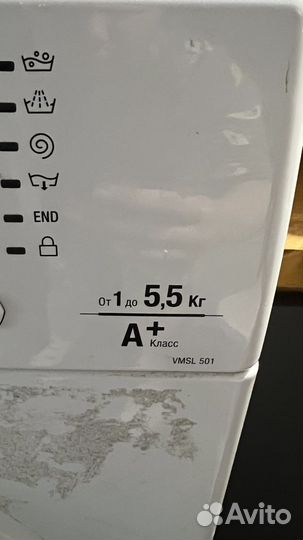 END
От 1 до 5,5 Кг
A+ Класс
VMSL 501
Avito